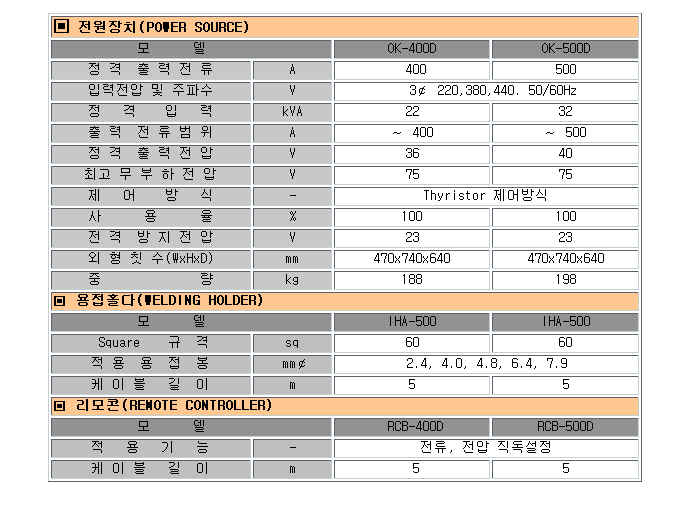 ▣ 전원장치(POWER SOURCE)
모 델 OK-400D OK-500D
정 격 출 력 전 류 A 400 500
입력전압 및 주파수 V 3¢ 220,380,440. 50/60Hz
정 격 입 력 kVA 22 32
출 력 전 류 범 위 A ~ 400 ~ 500
정 격 출 력 전 압 V 36 40
최고 무 부 하 전 압 V 75 75
제 어 방 식 - Thyristor 제어방식
사 용 율 % 100 100
전 격 방 지 전 압 V 23 23
외 형 칫 수(WxHxD) mm 470x740x640 470x740x640
중 량 kg 188 198
▣ 용접홀다(WELDING HOLDER)
모 델 IHA-500 IHA-500
Square 규 격 sq 60 60
적 용 용 접 봉 mm¢ 2.4, 4.0, 4.8, 6.4, 7.9
케 이 블 길 이 m 5 5
▣ 리모콘(REMOTE CONTROLLER)
모 델 RCB-400D RCB-500D
적 용 기 능 - 전류, 전압 직독설정
케 이 블 길 이 m 5 5